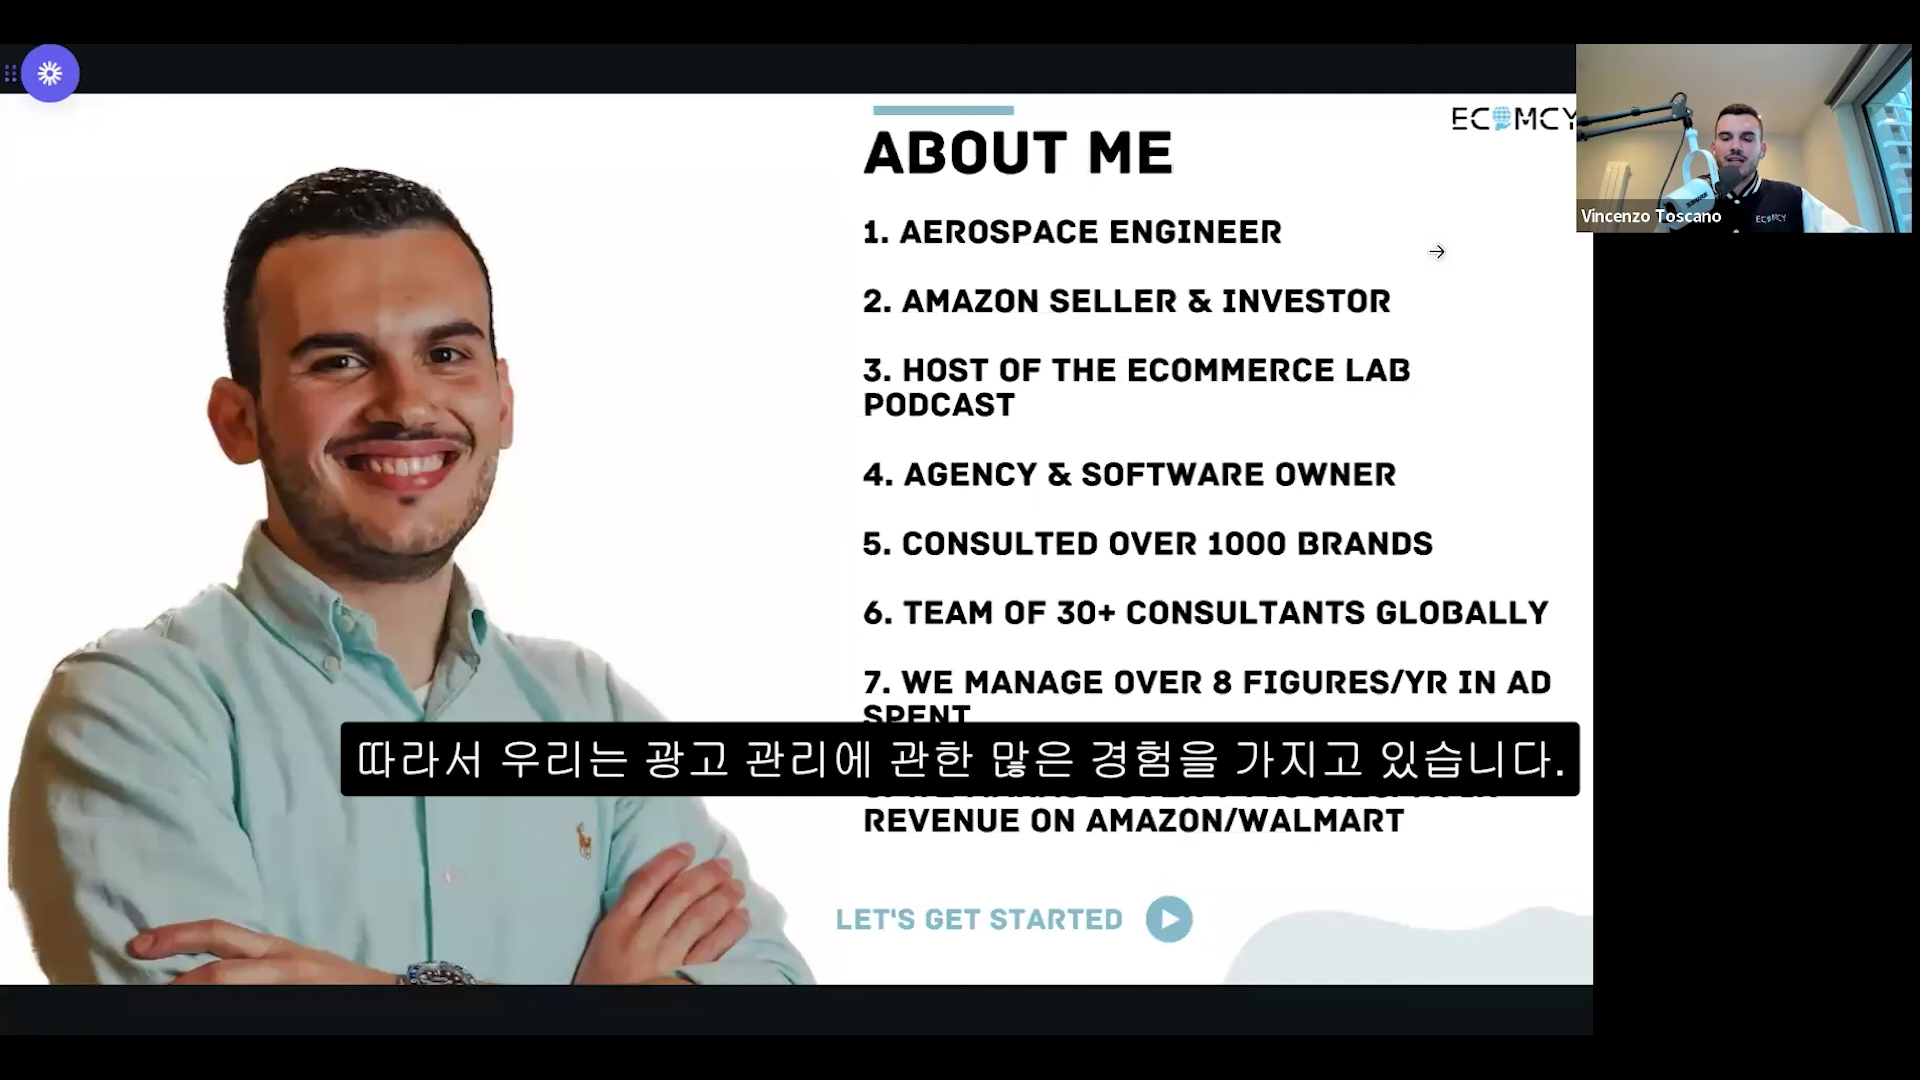 ECOMCY
ABOUT ME
1. AEROSPACE ENGINEER
2. AMAZON SELLER & INVESTOR
3. HOST OF THE ECOMMERCE LAB
PODCAST
4. AGENCY & SOFTWARE OWNER
5. CONSULTED OVER 1000 BRANDS
6. TEAM OF 30+ CONSULTANTS GLOBALLY
7. WE MANAGE OVER 8 FIGURES/YR IN AD
SPENT
따라서 우리는 광고 관리에 관한 많은 경험을 가지고 있습니다.
REVENUE ON AMAZON/WALMART
LET'S GET STARTED
Vincenzo Toscano
SHURE
ECOMCY